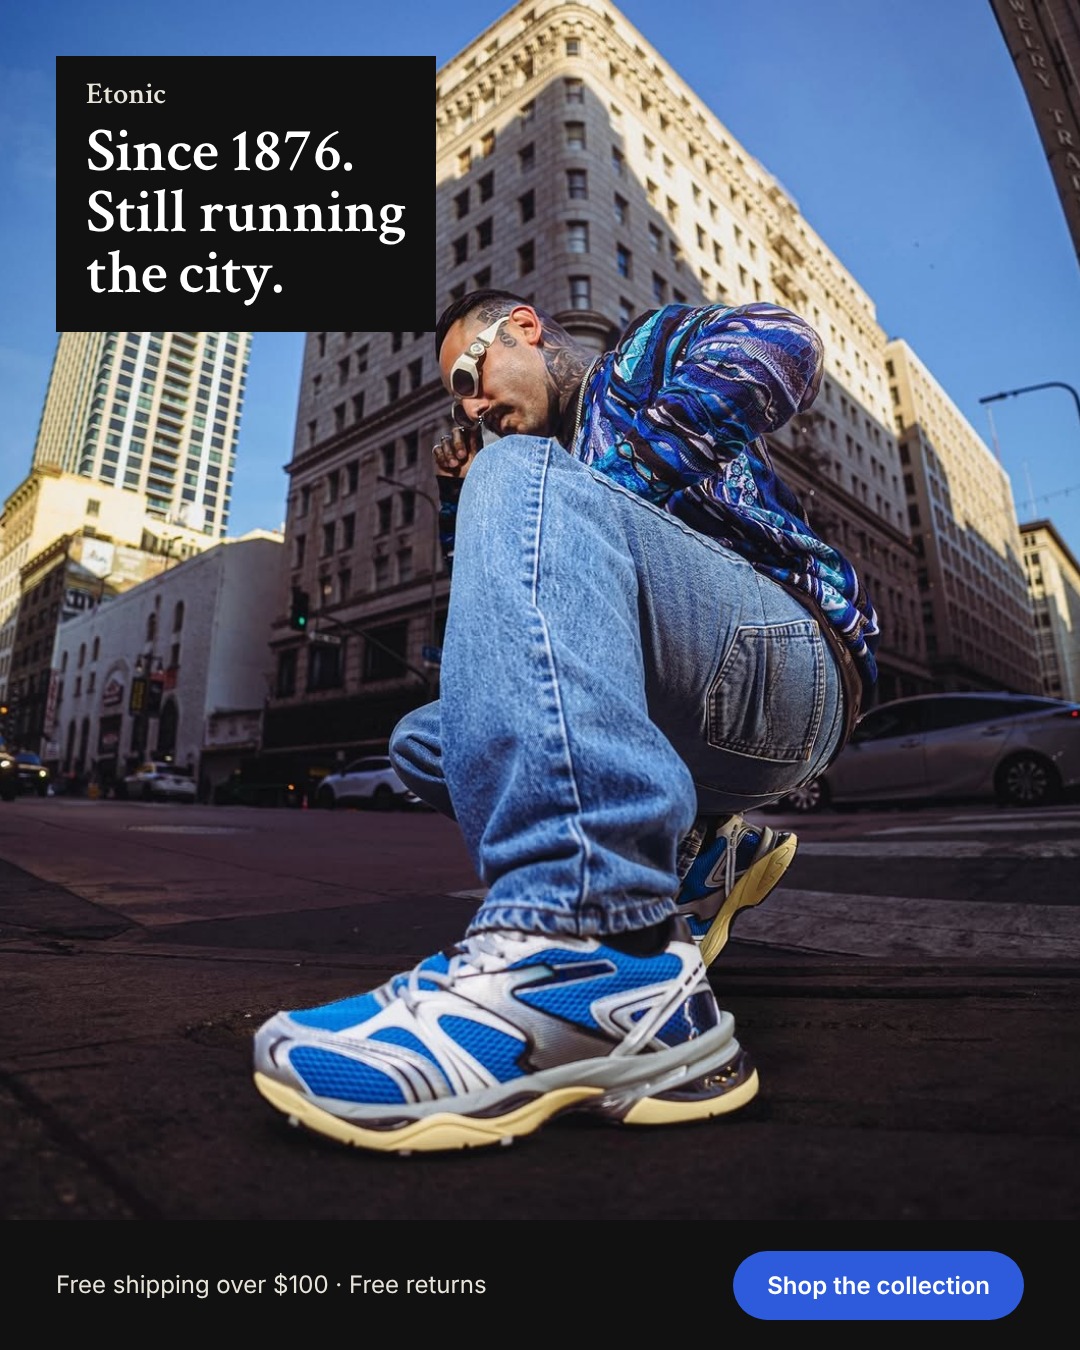 Etonic
Since 1876.
Still running
the city.
Free shipping over $100 · Free returns
Shop the collection